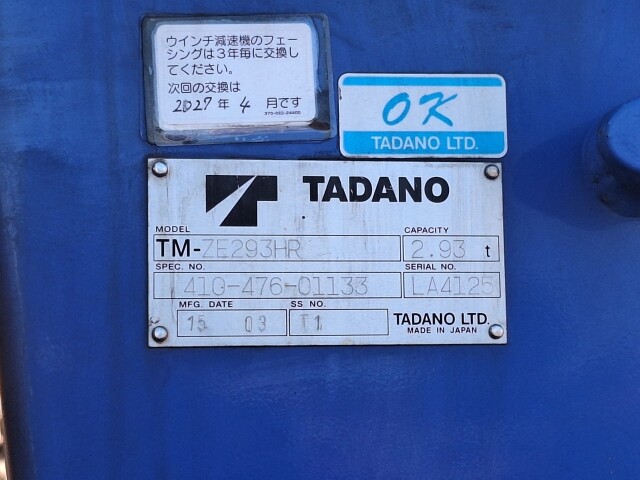 ウインチ減速機のフェー
シングは3年毎に交換し
てください。
次回の交換は
2027年 4 月です
OK
TADANO LTD.
TADANO
MODEL
TM-ZE293HR
CAPACITY
2.93 t
SPEC. NO.
410-476-01133
SERIAL NO.
LA4125
MFG. DATE
15 03
SS. NO.
T1
TADANO LTD.
MADE IN JAPAN